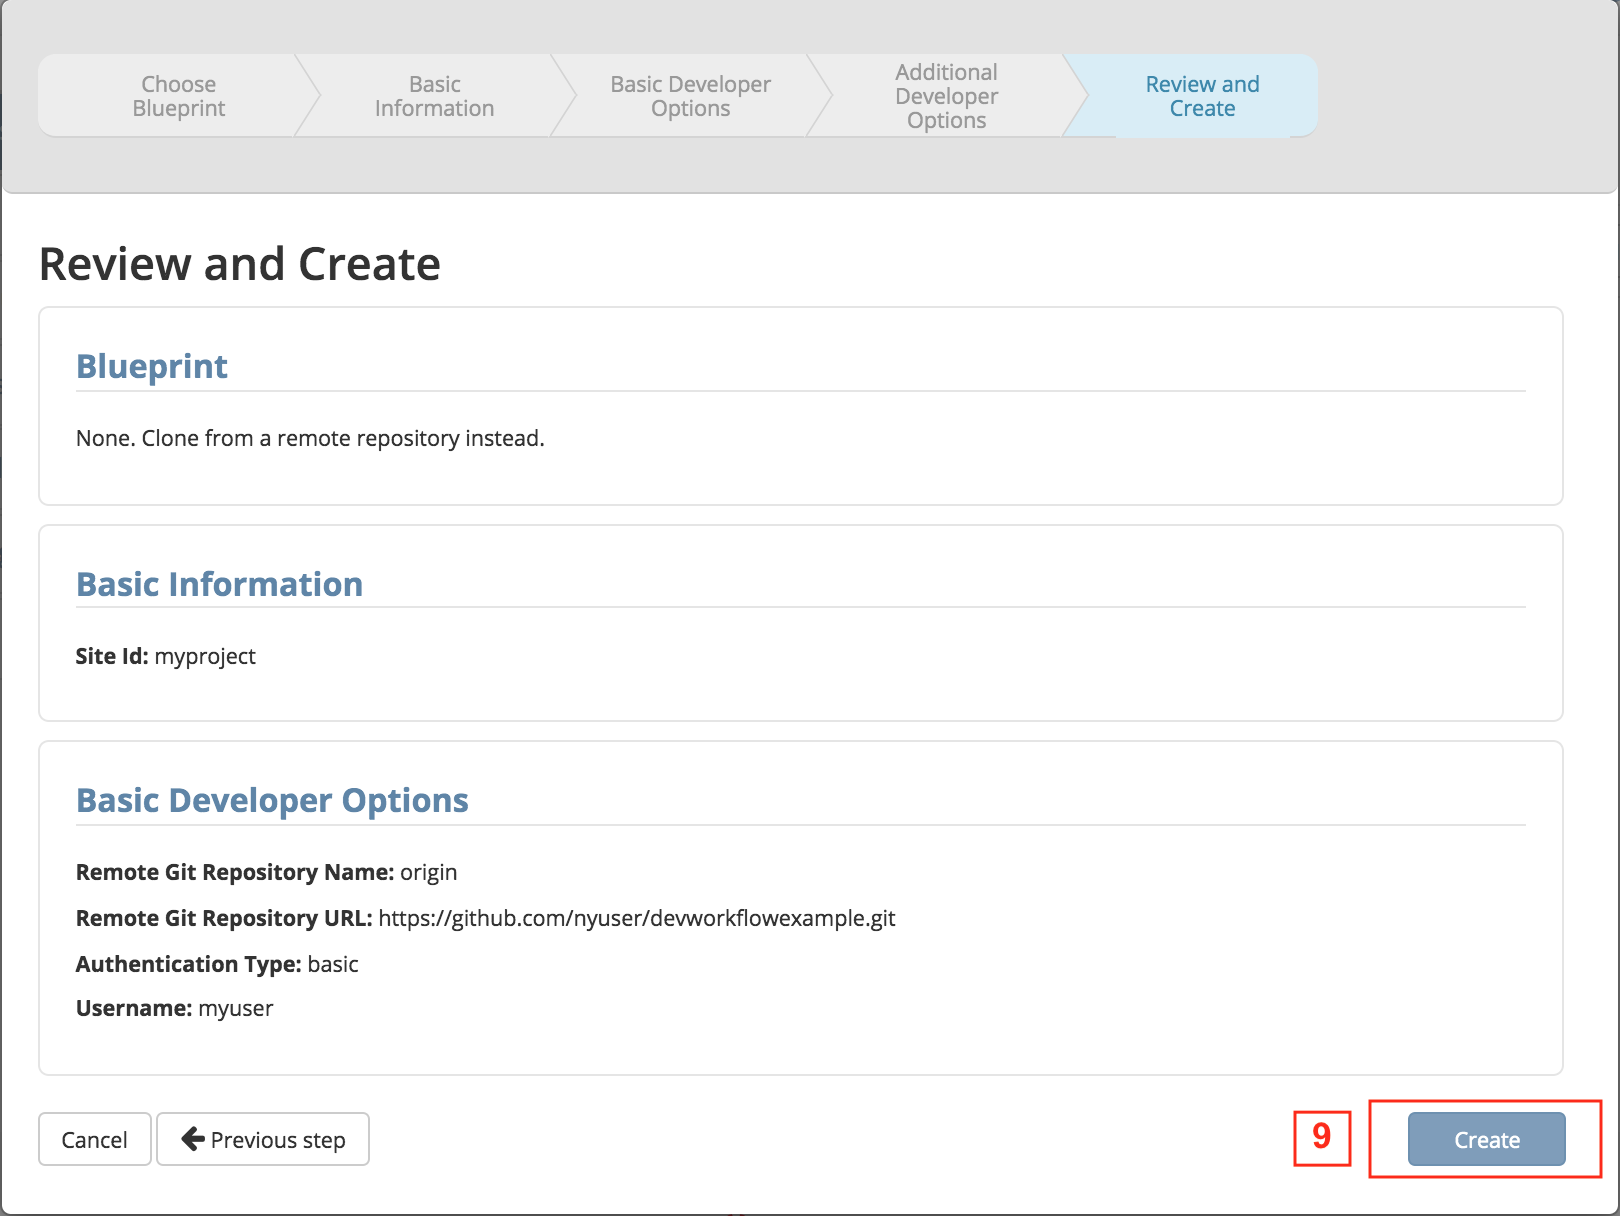 Choose
Blueprint
Basic
Information
Basic Developer
Options
Additional
Developer
Options
Review and
Create
Review and Create
Blueprint
None. Clone from a remote repository instead.
Basic Information
Site Id: myproject
Basic Developer Options
Remote Git Repository Name: origin
Remote Git Repository URL: https://github.com/nyuser/devworkflowexample.git
Authentication Type: basic
Username: myuser
Cancel
Previous step
9
Create